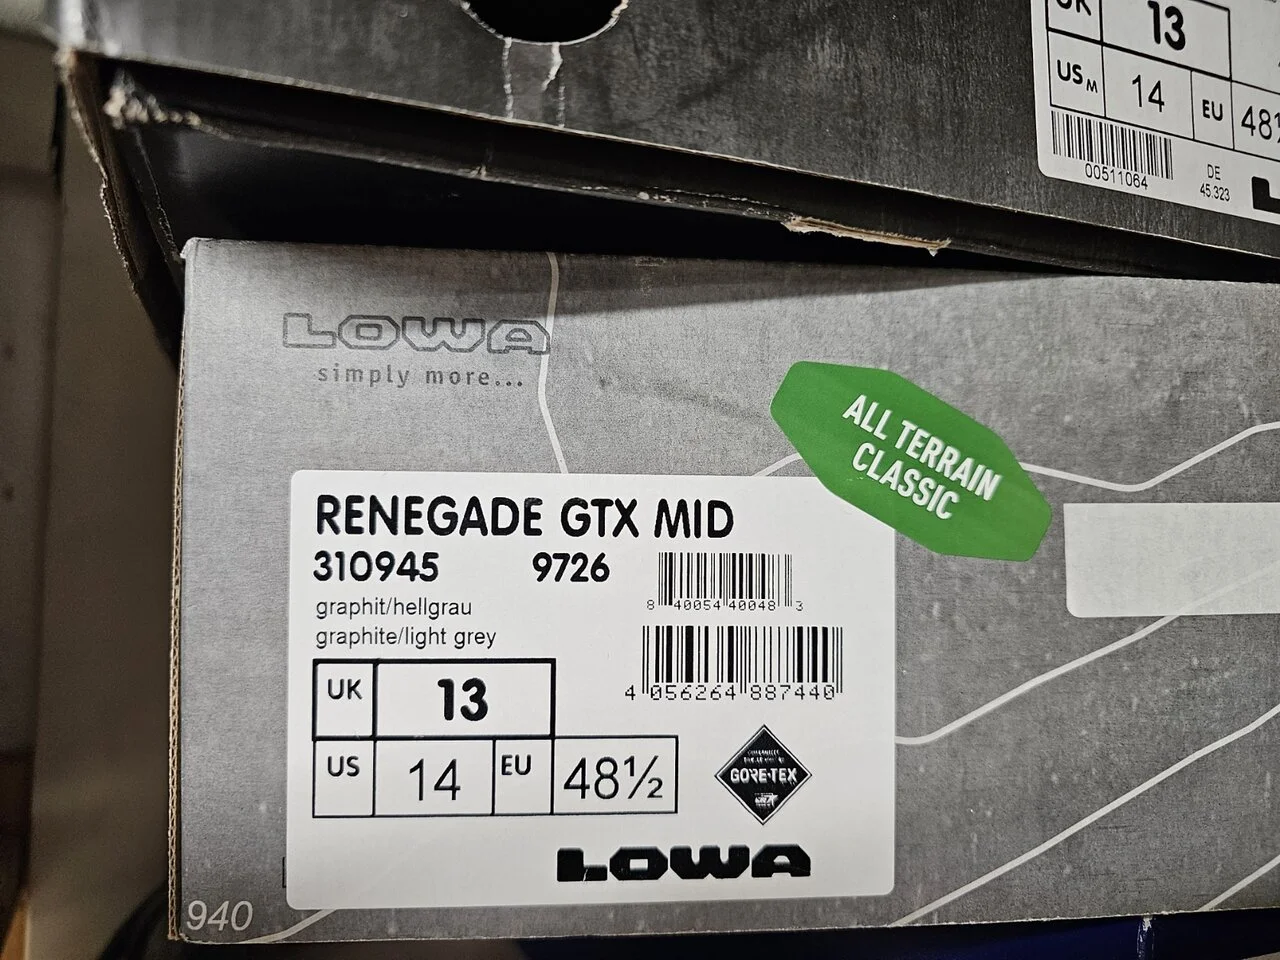 UK 13
US M 14 EU 48½
00511064
DE
45.323
LOWA
simply more...
ALL TERRAIN
CLASSIC
RENEGADE GTX MID
310945 9726
8 40054 40048 3
graphit/hellgrau
graphite/light grey
4 056264 887440
UK 13
US 14 EU 48½
GORE-TEX
LOWA
940